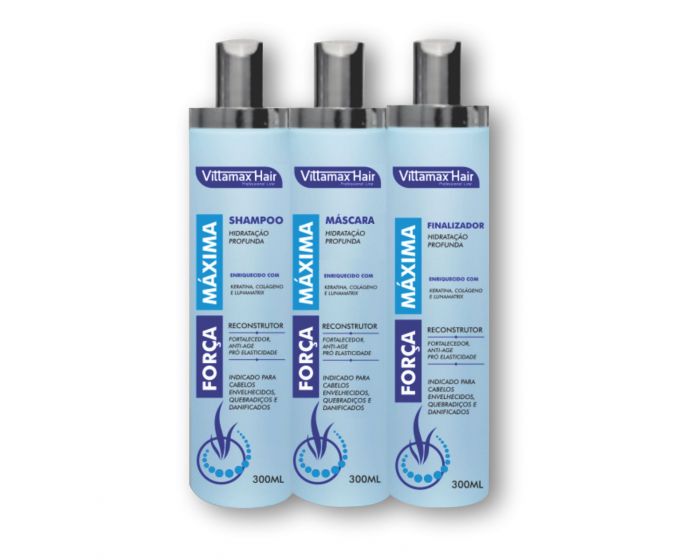 Vittamax Hair
Professional Line
SHAMPOO
HIDRATAÇÃO
PROFUNDA
FORÇA MÁXIMA
ENRIQUECIDO COM
KERATINA, COLÁGENO
E LUNAMATRIX
RECONSTRUTOR
FORTALECEDOR,
ANTI-AGE
PRÓ ELASTICIDADE
INDICADO PARA
CABELOS
ENVELHECIDOS,
QUEBRADIÇOS E
DANIFICADOS
300ML
Vittamax Hair
Professional Line
MÁSCARA
HIDRATAÇÃO
PROFUNDA
FORÇA MÁXIMA
ENRIQUECIDO COM
KERATINA, COLÁGENO
E LUNAMATRIX
RECONSTRUTOR
FORTALECEDOR,
ANTI-AGE
PRÓ ELASTICIDADE
INDICADO PARA
CABELOS
ENVELHECIDOS,
QUEBRADIÇOS E
DANIFICADOS
300ML
Vittamax Hair
Professional Line
FINALIZADOR
HIDRATAÇÃO
PROFUNDA
FORÇA MÁXIMA
ENRIQUECIDO COM
KERATINA, COLÁGENO
E LUNAMATRIX
RECONSTRUTOR
FORTALECEDOR,
ANTI-AGE
PRÓ ELASTICIDADE
INDICADO PARA
CABELOS
ENVELHECIDOS,
QUEBRADIÇOS E
DANIFICADOS
300ML